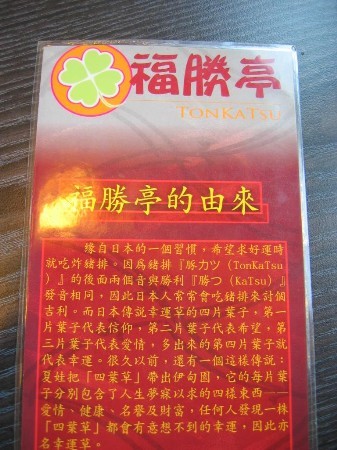 福勝亭
TONKATSU
福勝亭的由來
緣自日本的一個習慣，希望求好運時
就吃炸豬排。因為豬排『豚カツ（TonKaTsu
）』的後面兩個音與勝利『勝つ（KaTsu）』
發音相同，因此日本人常常會吃豬排來討個
吉利。而日本傳說幸運草的四片葉子，第一
片葉子代表信仰，第二片葉子代表希望，第
三片葉子代表愛情，多出來的第四片葉子就
代表幸運。很久以前，還有一個這樣傳說：
夏娃把「四葉草」帶出伊甸園，它的每片葉
子分別包含了人生夢寐以求的四樣東西——
愛情、健康、名譽及財富，任何人發現一株
「四葉草」都會有意想不到的幸運，因此亦
名幸運草。